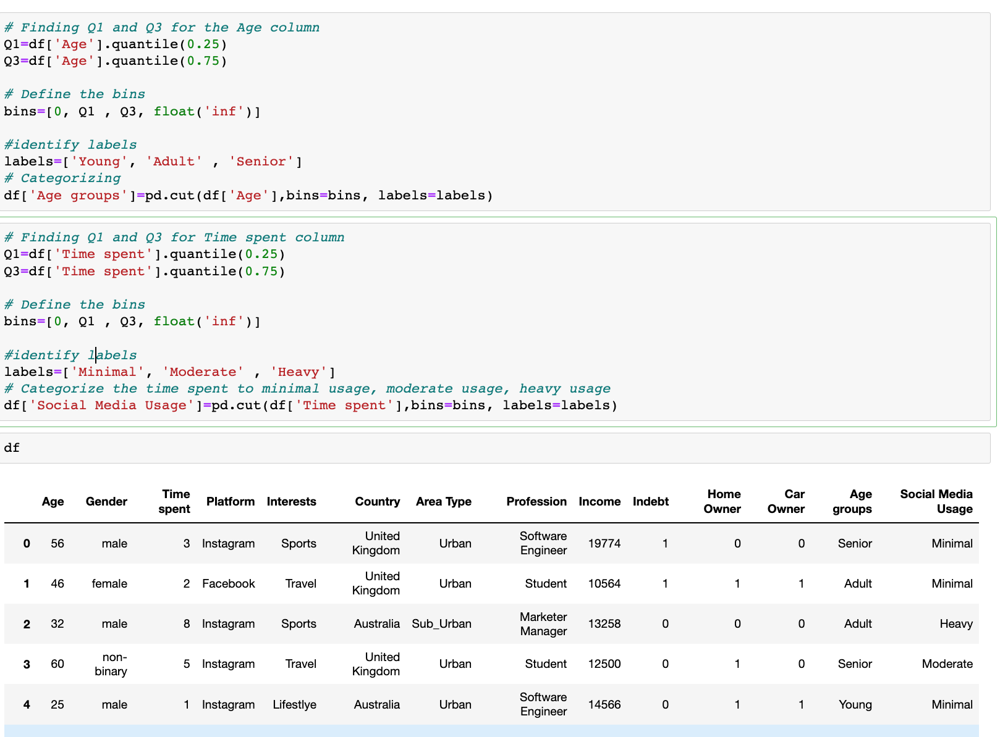 # Finding Q1 and Q3 for the Age column
Q1=df['Age'].quantile(0.25)
Q3=df['Age'].quantile(0.75)
# Define the bins
bins=[0, Q1 , Q3, float('inf')]
#identify labels
labels=['Young', 'Adult' , 'Senior']
# Categorizing
df['Age groups']=pd.cut(df['Age'],bins=bins, labels=labels)
# Finding Q1 and Q3 for Time spent column
Q1=df['Time spent'].quantile(0.25)
Q3=df['Time spent'].quantile(0.75)
# Define the bins
bins=[0, Q1 , Q3, float('inf')]
#identify labels
labels=['Minimal', 'Moderate' , 'Heavy']
# Categorize the time spent to minimal usage, moderate usage, heavy usage
df['Social Media Usage']=pd.cut(df['Time spent'],bins=bins, labels=labels)
df
Age Gender Time spent Platform Interests Country Area Type Profession Income Indebt Home Owner Car Owner Age groups Social Media Usage
0 56 male 3 Instagram Sports United Kingdom Urban Software Engineer 19774 1 0 0 Senior Minimal
1 46 female 2 Facebook Travel United Kingdom Urban Student 10564 1 1 1 Adult Minimal
2 32 male 8 Instagram Sports Australia Sub_Urban Marketer Manager 13258 0 0 0 Adult Heavy
3 60 non-binary 5 Instagram Travel United Kingdom Urban Student 12500 0 1 0 Senior Moderate
4 25 male 1 Instagram Lifestlye Australia Urban Software Engineer 14566 0 1 1 Young Minimal